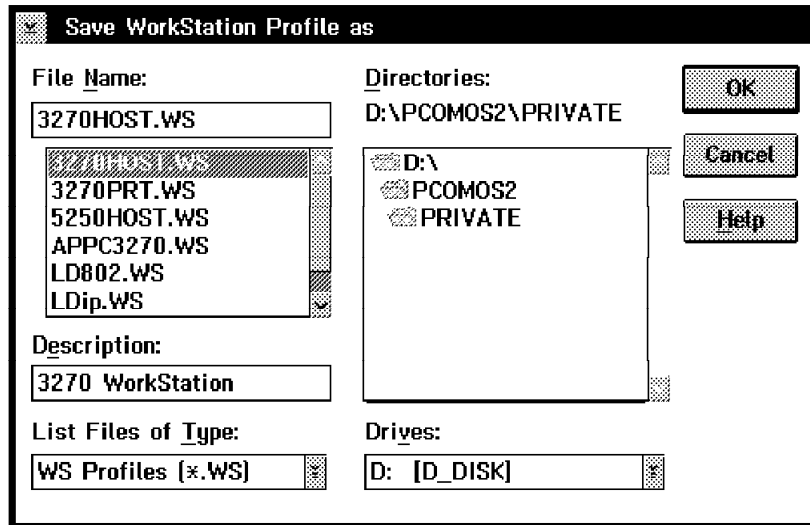 Save WorkStation Profile as
File Name:
3270HOST.WS
3270HOST.WS
3270PRT.WS
5250HOST.WS
APPC3270.WS
LD802.WS
LDip.WS
Description:
3270 WorkStation
List Files of Type:
WS Profiles (*.WS)
Directories:
D:\PCOMOS2\PRIVATE
D:\
PCOMOS2
PRIVATE
Drives:
D: [D_DISK]
OK
Cancel
Help